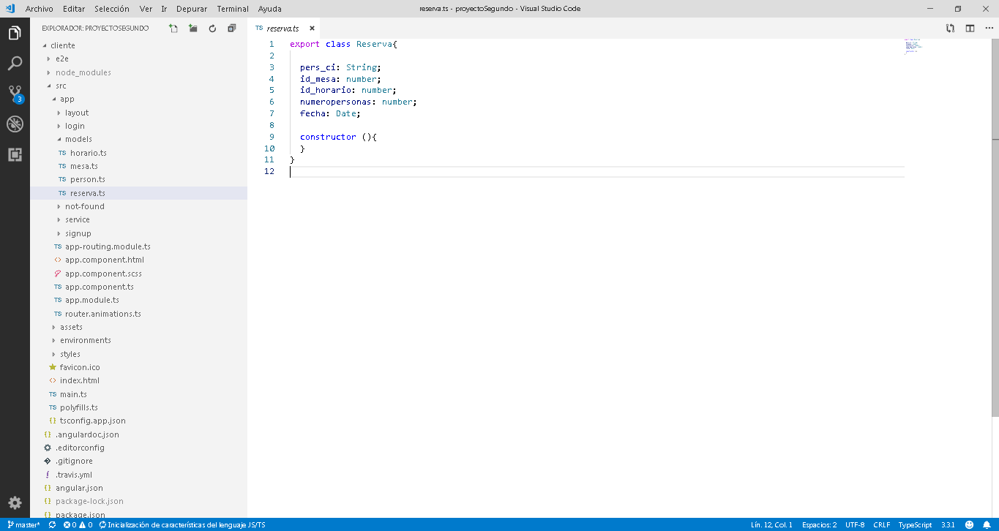 Archivo Editar Selección Ver Ir Depurar Terminal Ayuda
reserva.ts - proyectoSegundo - Visual Studio Code
EXPLORADOR: PROYECTOSEGUNDO
cliente
e2e
node_modules
src
app
layout
login
models
TS horario.ts
TS mesa.ts
TS person.ts
TS reserva.ts
not-found
service
signup
TS app-routing.module.ts
<> app.component.html
app.component.scss
TS app.component.ts
TS app.module.ts
TS router.animations.ts
assets
environments
styles
favicon.ico
<> index.html
TS main.ts
TS polyfills.ts
{} tsconfig.app.json
{} .angulardoc.json
.editorconfig
.gitignore
! .travis.yml
{} angular.json
{} package-lock.json
{} package.json
3
TS reserva.ts ×
1 export class Reserva{
2
3 pers_ci: String;
4 id_mesa: number;
5 id_horario: number;
6 numeropersonas: number;
7 fecha: Date;
8
9 constructor (){
10 }
11 }
12
master* 0 0 Inicialización de características del lenguaje JS/TS
Lín. 12, Col. 1 Espacios: 2 UTF-8 CRLF TypeScript 3.3.1